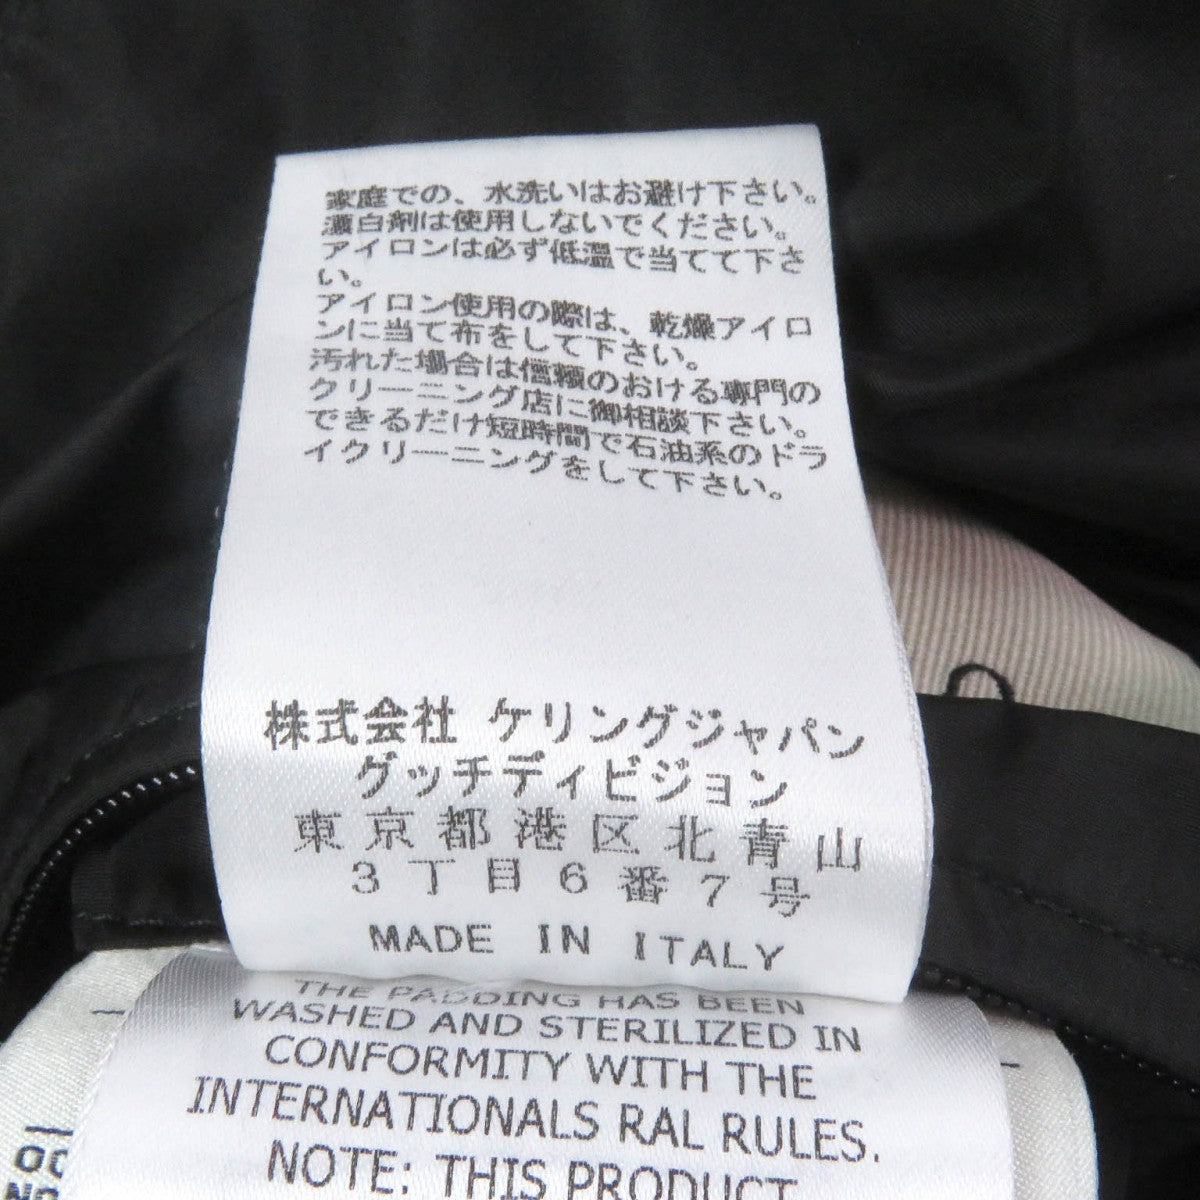 家庭での、水洗いはお避け下さい。
漂白剤は使用しないでください。
アイロンは必ず低温で当てて下さ
い。
アイロン使用の際は、乾燥アイロ
ンに当て布をして下さい。
汚れた場合は信頼のおける専門の
クリーニング店に御相談下さい。
できるだけ短時間で石油系のドラ
イクリーニングをして下さい。
株式会社 ケリングジャパン
グッチディビジョン
東京都港区北青山
3丁目6番7号
MADE IN ITALY
THE PADDING HAS BEEN
WASHED AND STERILIZED IN
CONFORMITY WITH THE
INTERNATIONALS RAL RULES.
NOTE: THIS PRODUCT